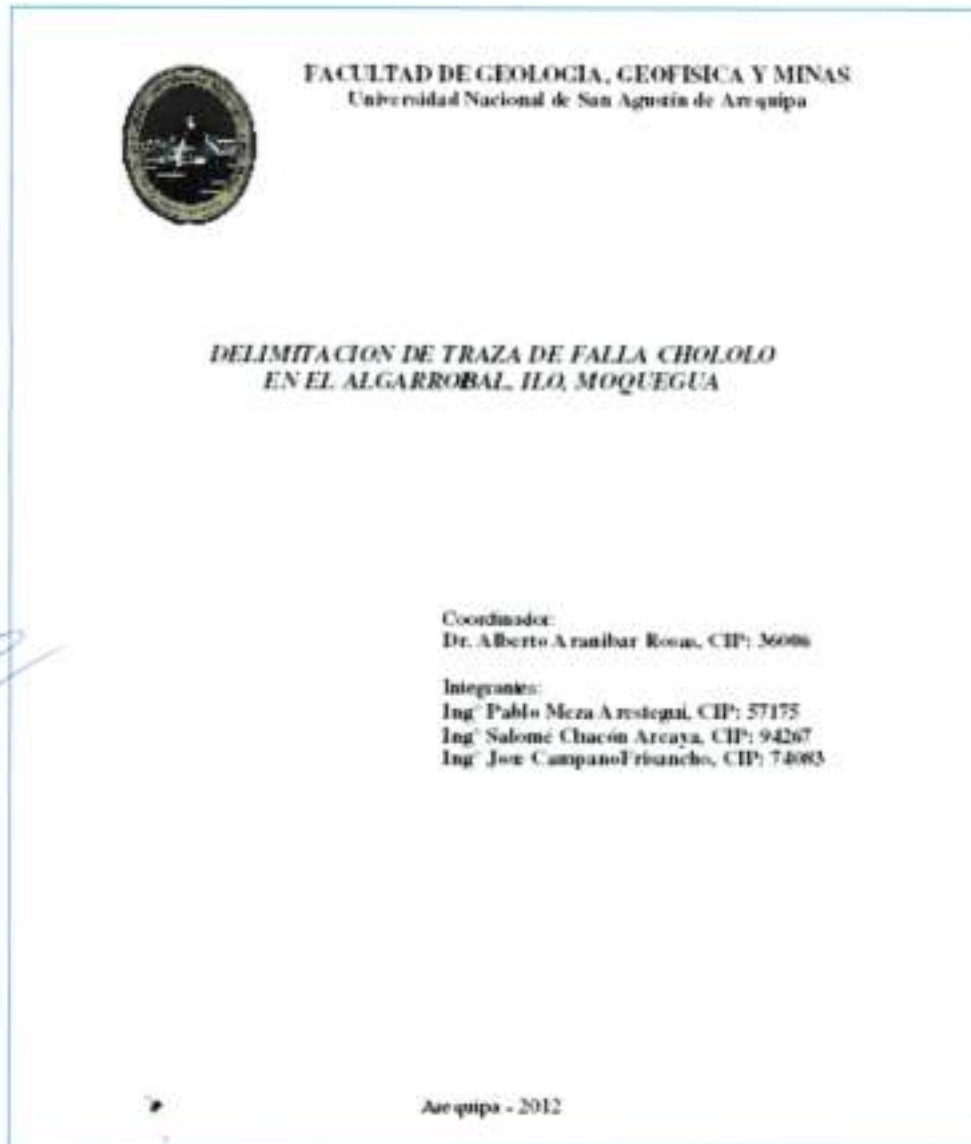 FACULTAD DE GEOLOGIA, GEOFISICA Y MINAS
Universidad Nacional de San Agustín de Arequipa
DELIMITACION DE TRAZA DE FALLA CHOLOLO
EN EL ALGARROBAL, ILO, MOQUEGUA
Coordinador:
Dr. Alberto Aranibar Rosas, CIP: 36006
Integrantes:
Ing° Pablo Meza Arestegui, CIP: 57175
Ing° Salomé Chacón Arcaya, CIP: 94267
Ing° Jose CampanoFrisancho, CIP: 74083
Arequipa - 2012